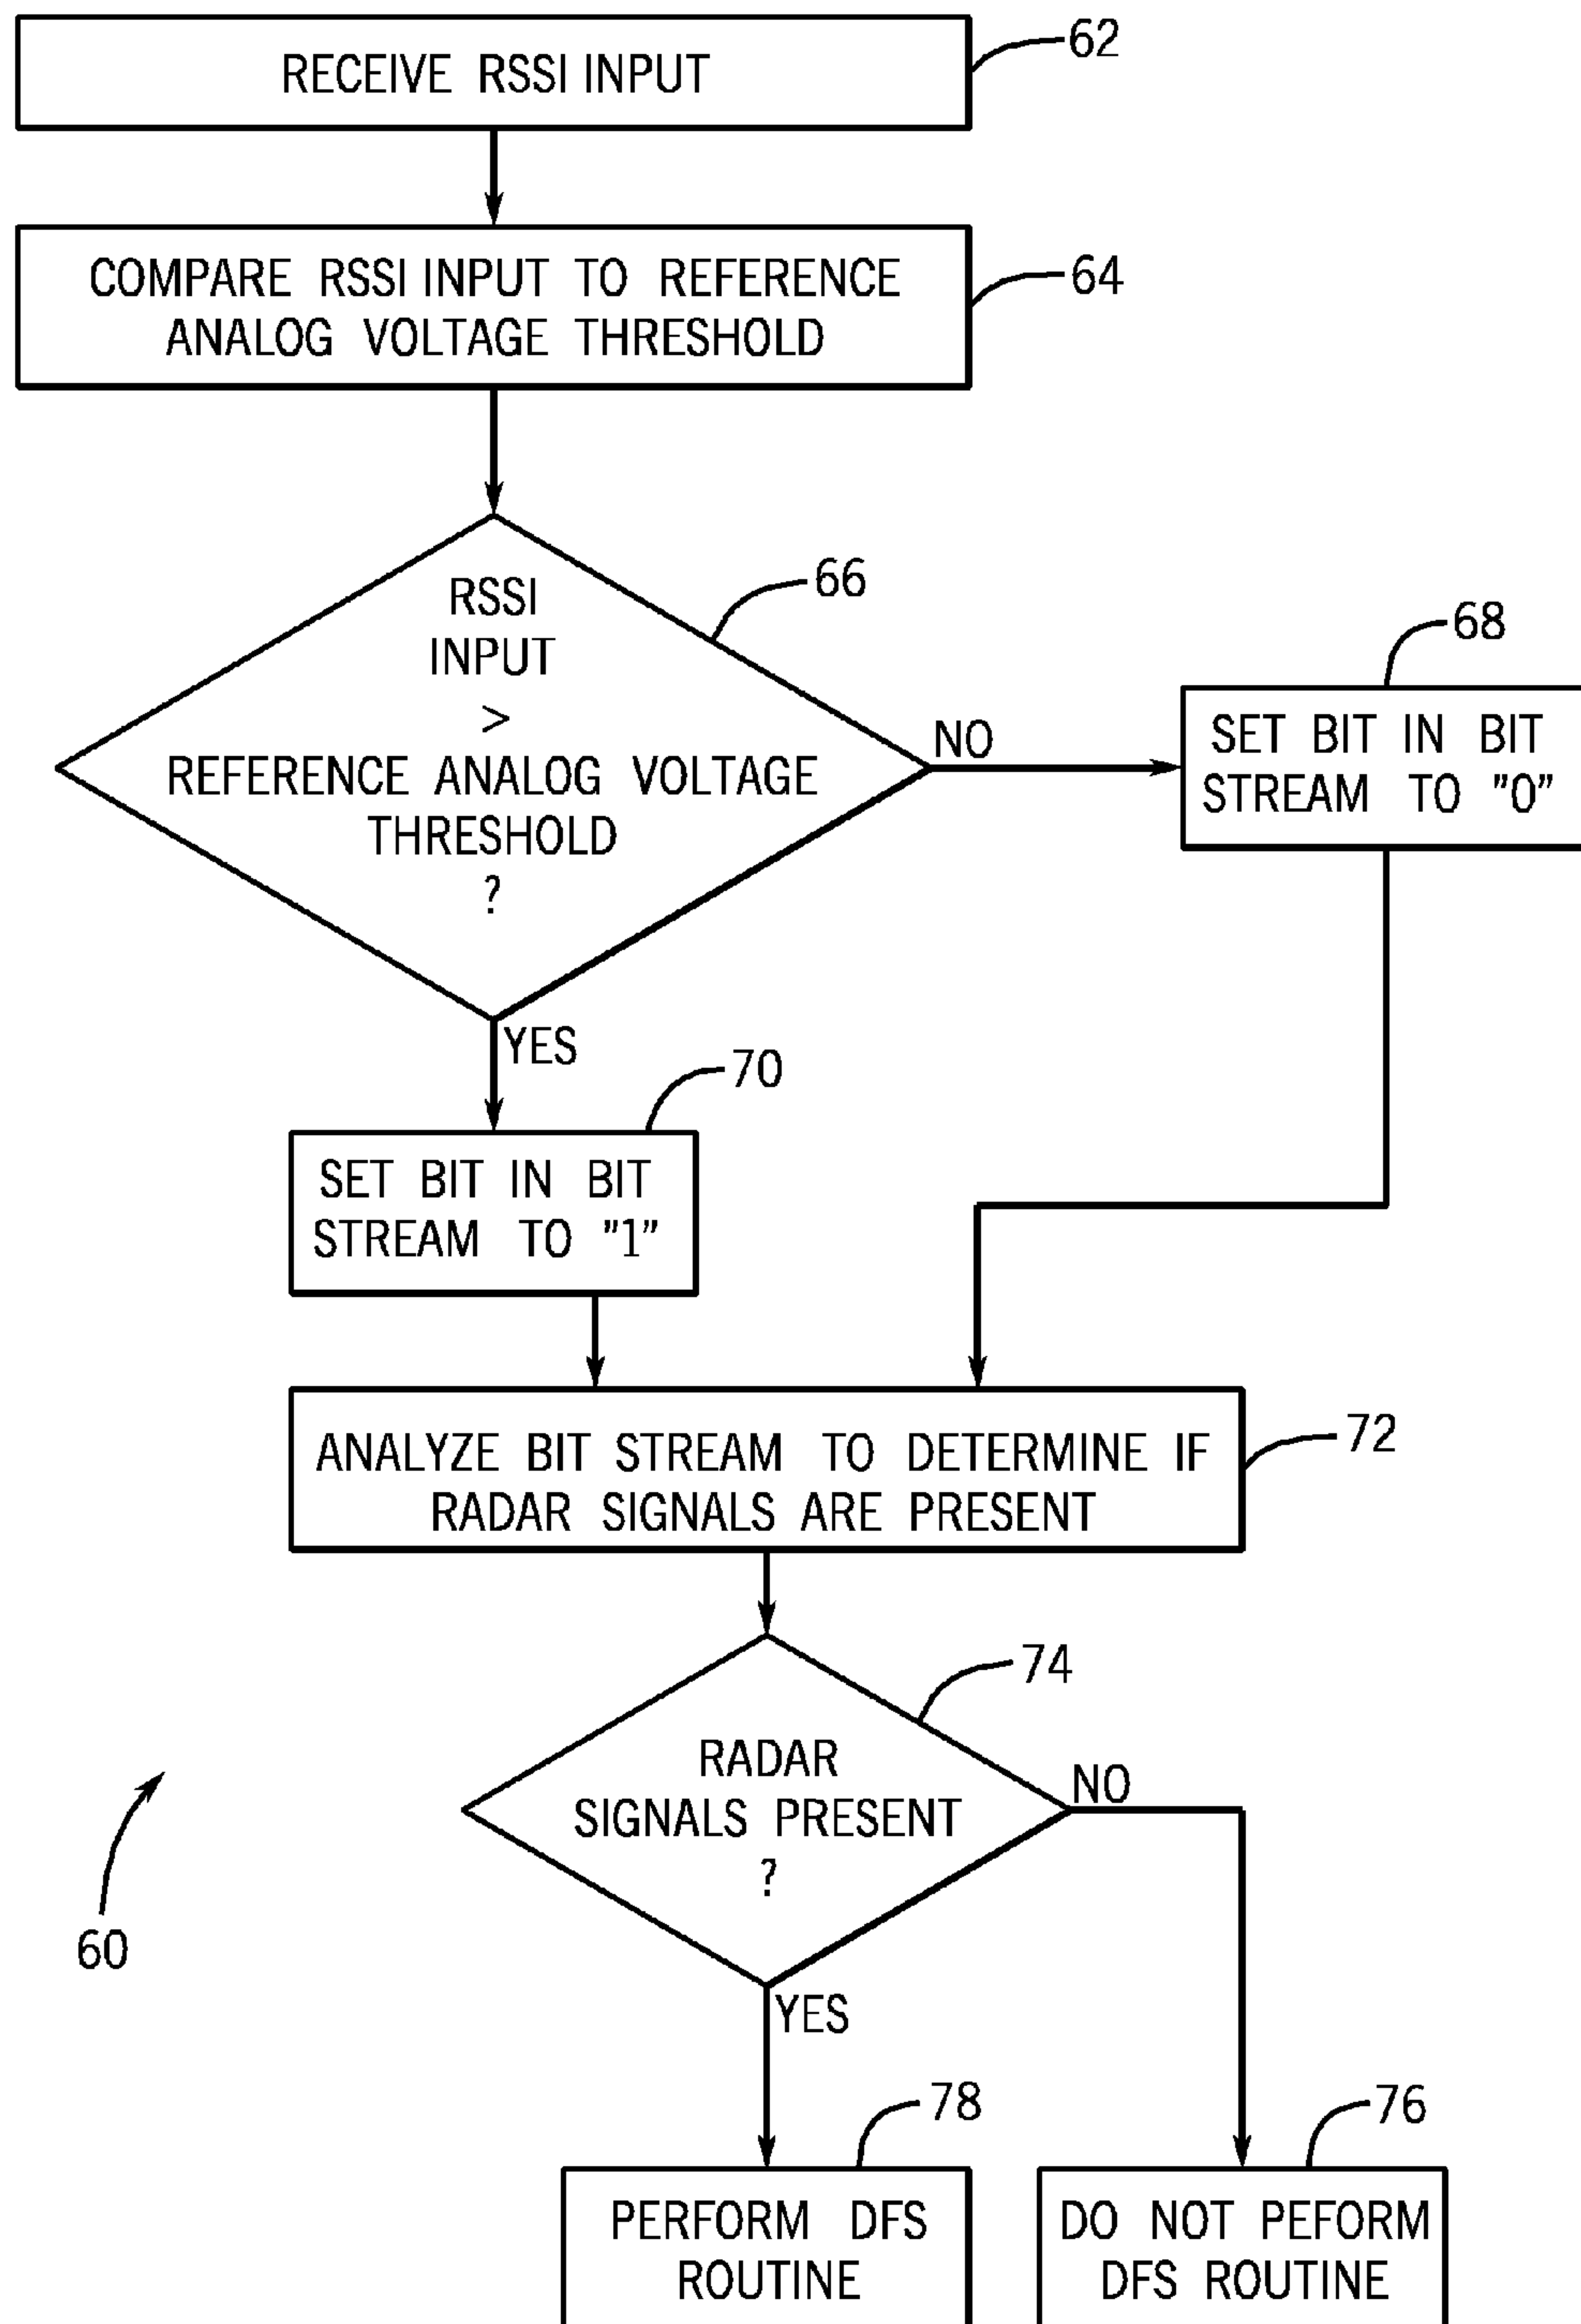 RECEIVE RSSI INPUT
62
COMPARE RSSI INPUT TO REFERENCE
ANALOG VOLTAGE THRESHOLD
64
RSSI
INPUT
>
REFERENCE ANALOG VOLTAGE
THRESHOLD
?
66
NO
68
SET BIT IN BIT
STREAM TO "0"
YES
70
SET BIT IN BIT
STREAM TO "1"
ANALYZE BIT STREAM TO DETERMINE IF
RADAR SIGNALS ARE PRESENT
72
74
RADAR
SIGNALS PRESENT
?
NO
60
YES
78
76
PERFORM DFS
ROUTINE
DO NOT PEFORM
DFS ROUTINE